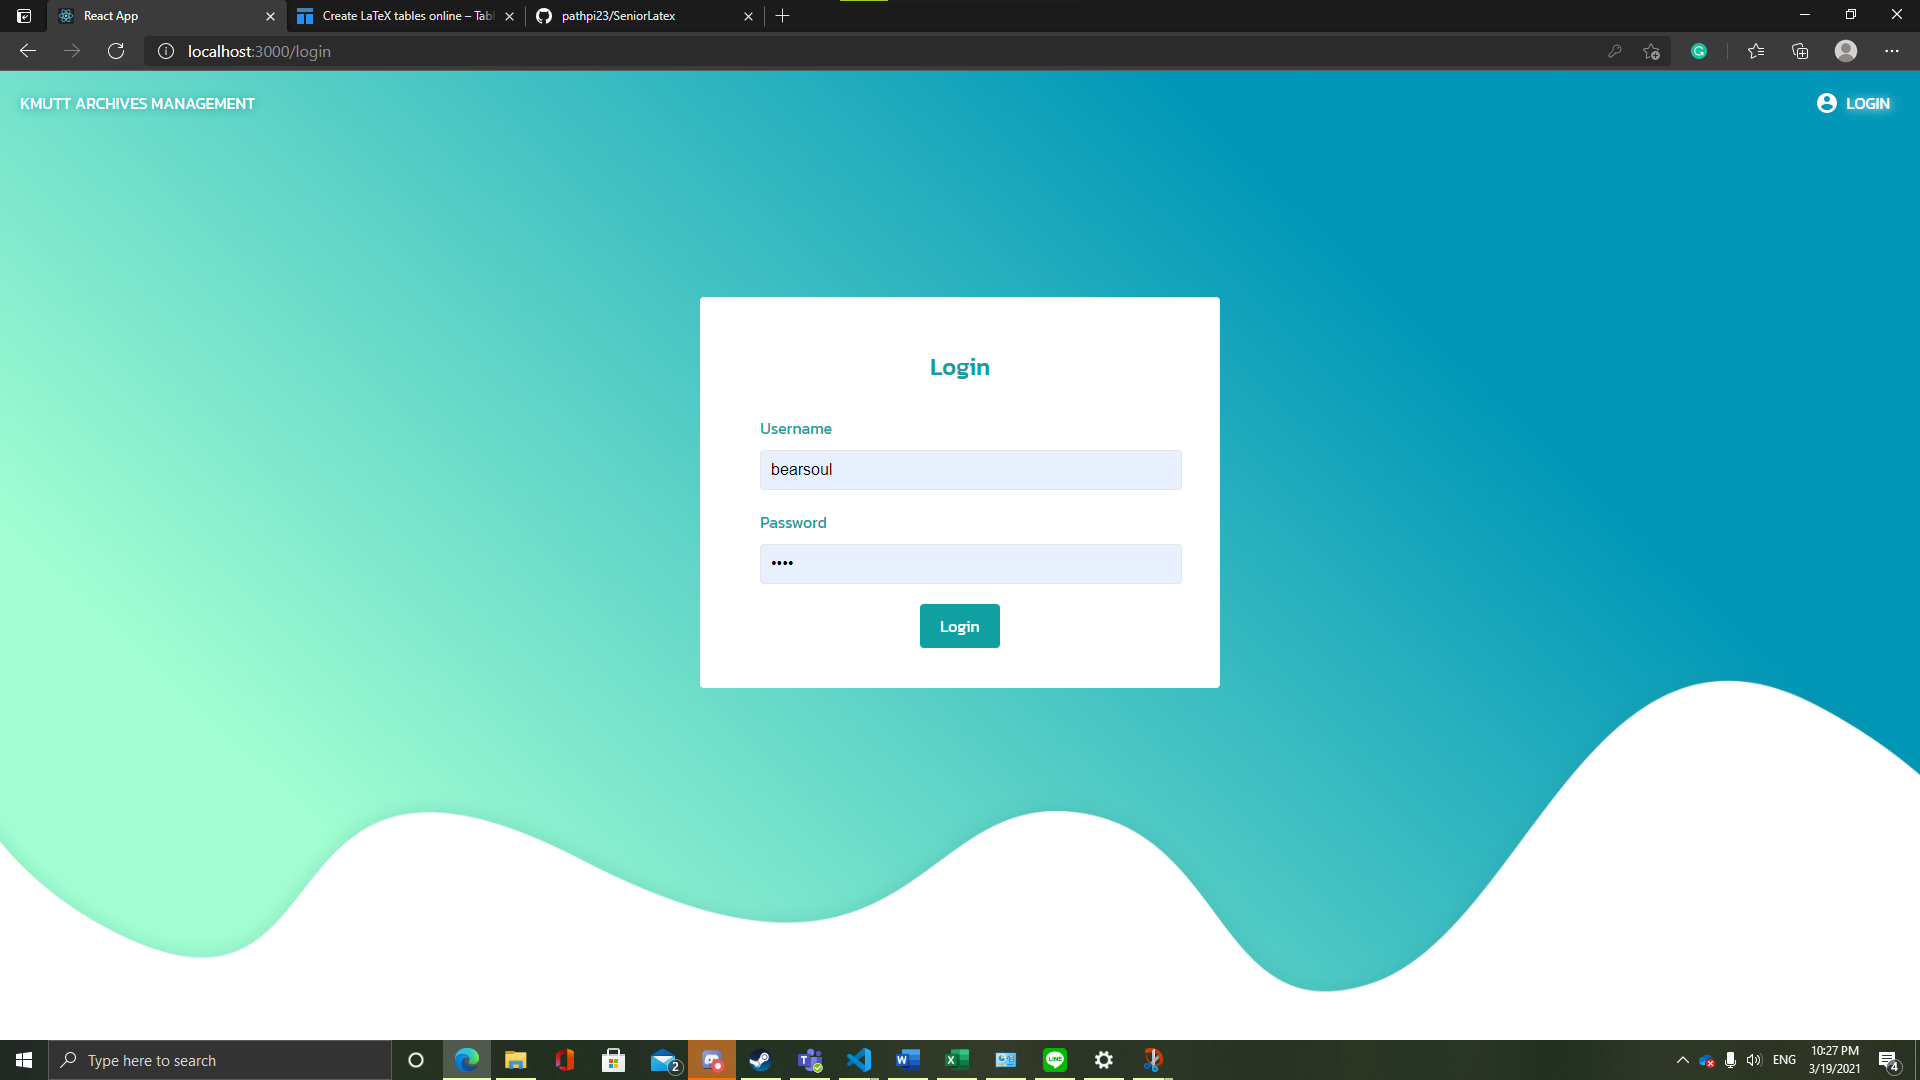 React App
Create LaTeX tables online – Tabl
pathpi23/SeniorLatex
localhost:3000/login
KMUTT ARCHIVES MANAGEMENT
LOGIN
Login
Username
bearsoul
Password
••••
Login
Type here to search
2
ENG
10:27 PM
3/19/2021
4